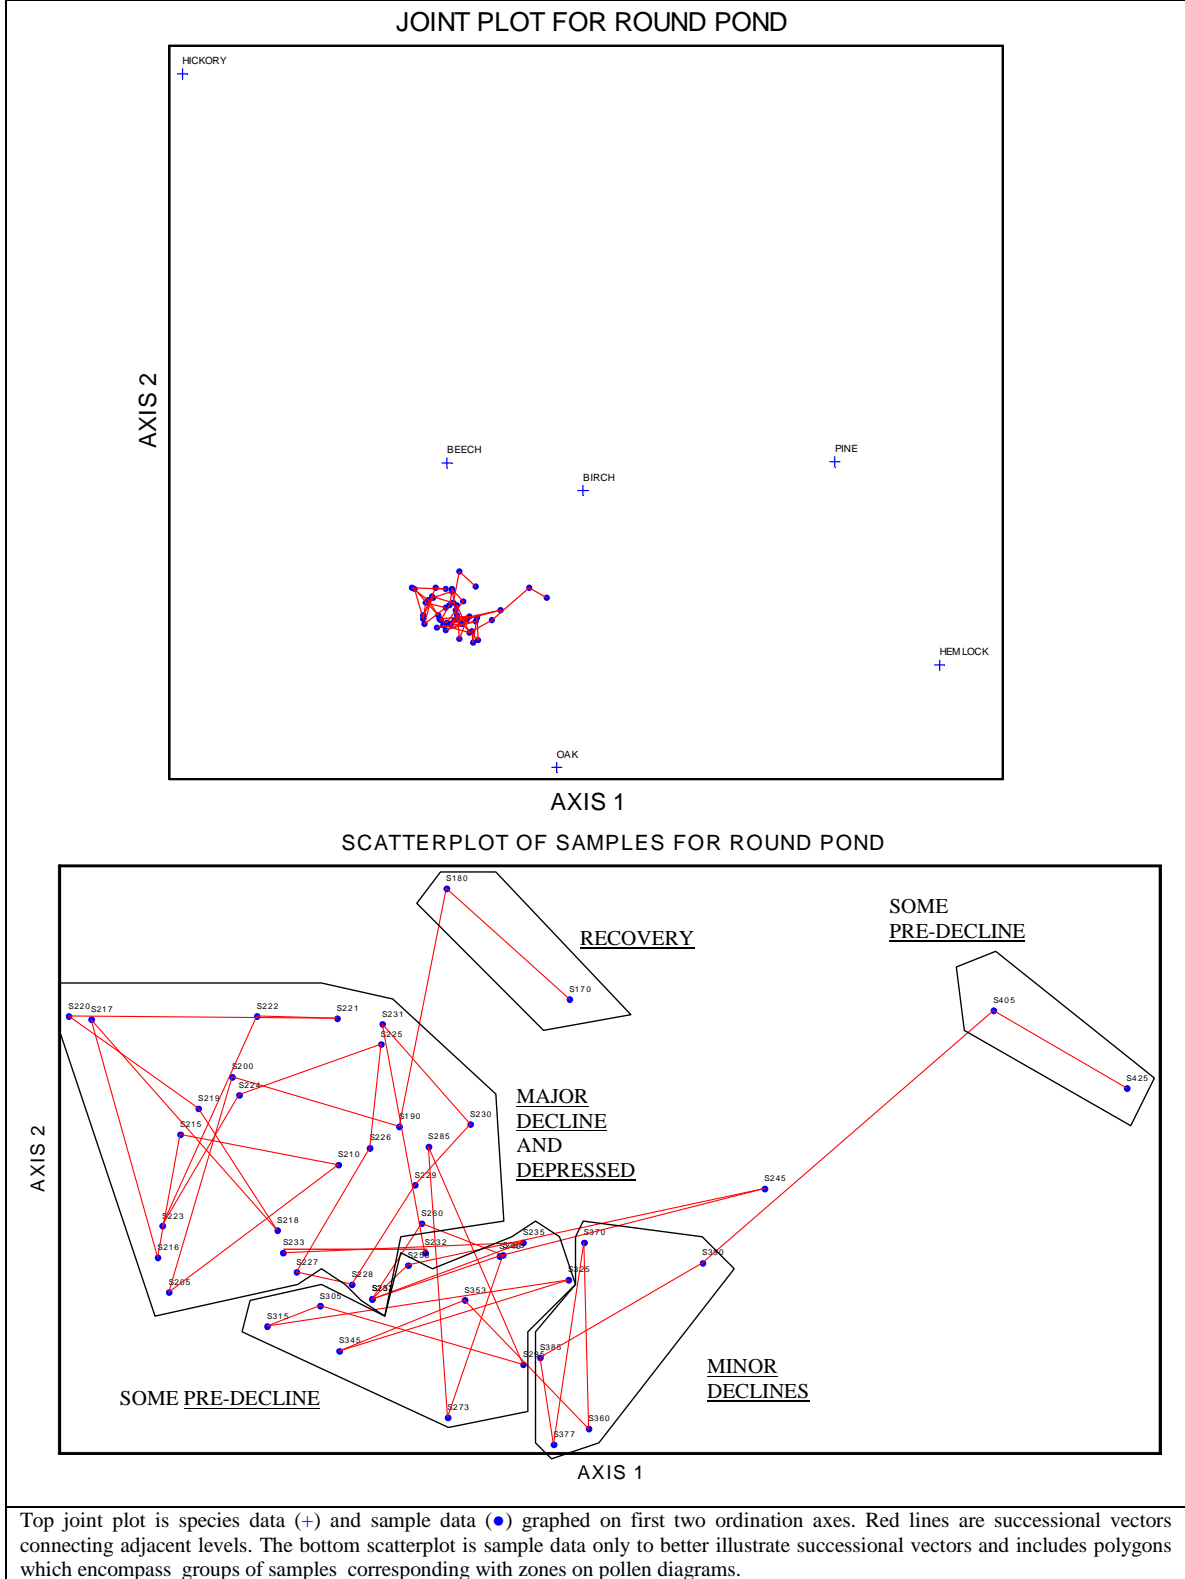 JOINT PLOT FOR ROUND POND
HICKORY
AXIS 2
BEECH
PINE
BIRCH
HEMLOCK
OAK
AXIS 1
SCATTERPLOT OF SAMPLES FOR ROUND POND
S180
SOME
PRE-DECLINE
RECOVERY
S170
S405
S220
S217
S222
S221
S231
S225
S200
S224
S425
S219
S215
S190
S230
MAJOR
DECLINE
AND
DEPRESSED
S285
S226
S210
AXIS 2
S229
S245
S223
S218
S260
S216
S233
S232
S235
S370
S390
S227
S228
S205
S325
S305
S353
S315
S345
S385
MINOR
DECLINES
SOME PRE-DECLINE
S273
S360
S377
AXIS 1
Top joint plot is species data (+) and sample data (●) graphed on first two ordination axes. Red lines are successional vectors
connecting adjacent levels. The bottom scatterplot is sample data only to better illustrate successional vectors and includes polygons
which encompass groups of samples corresponding with zones on pollen diagrams.